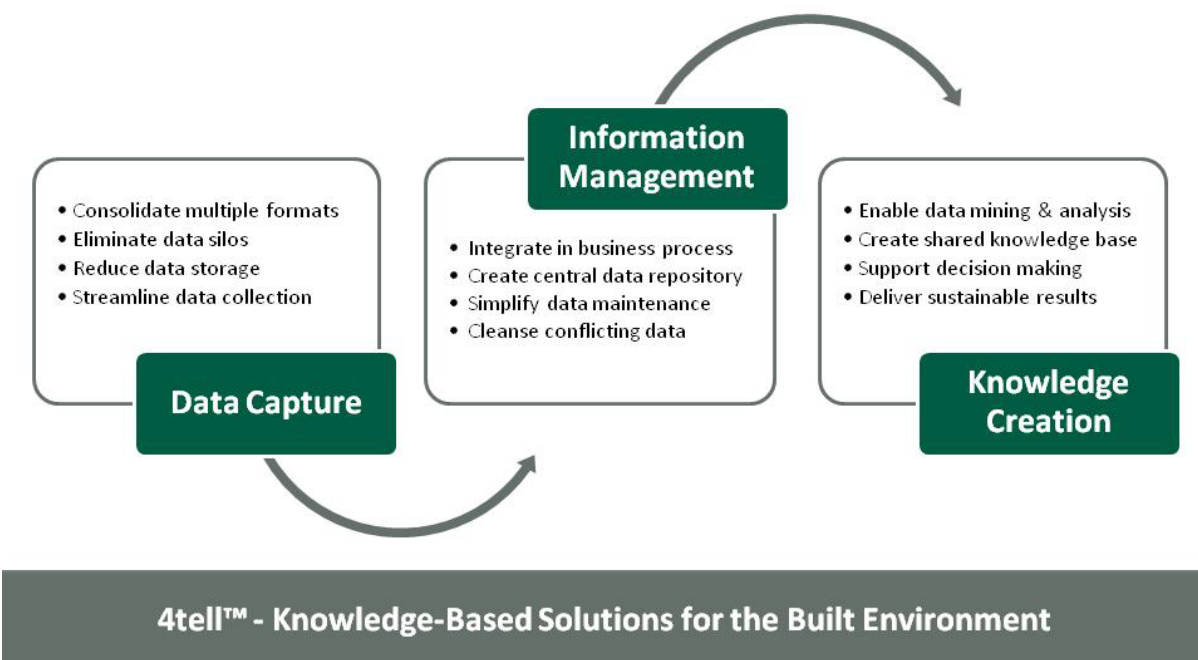 • Consolidate multiple formats
• Eliminate data silos
• Reduce data storage
• Streamline data collection
Data Capture
Information
Management
• Integrate in business process
• Create central data repository
• Simplify data maintenance
• Cleanse conflicting data
• Enable data mining & analysis
• Create shared knowledge base
• Support decision making
• Deliver sustainable results
Knowledge
Creation
4tell™ - Knowledge-Based Solutions for the Built Environment